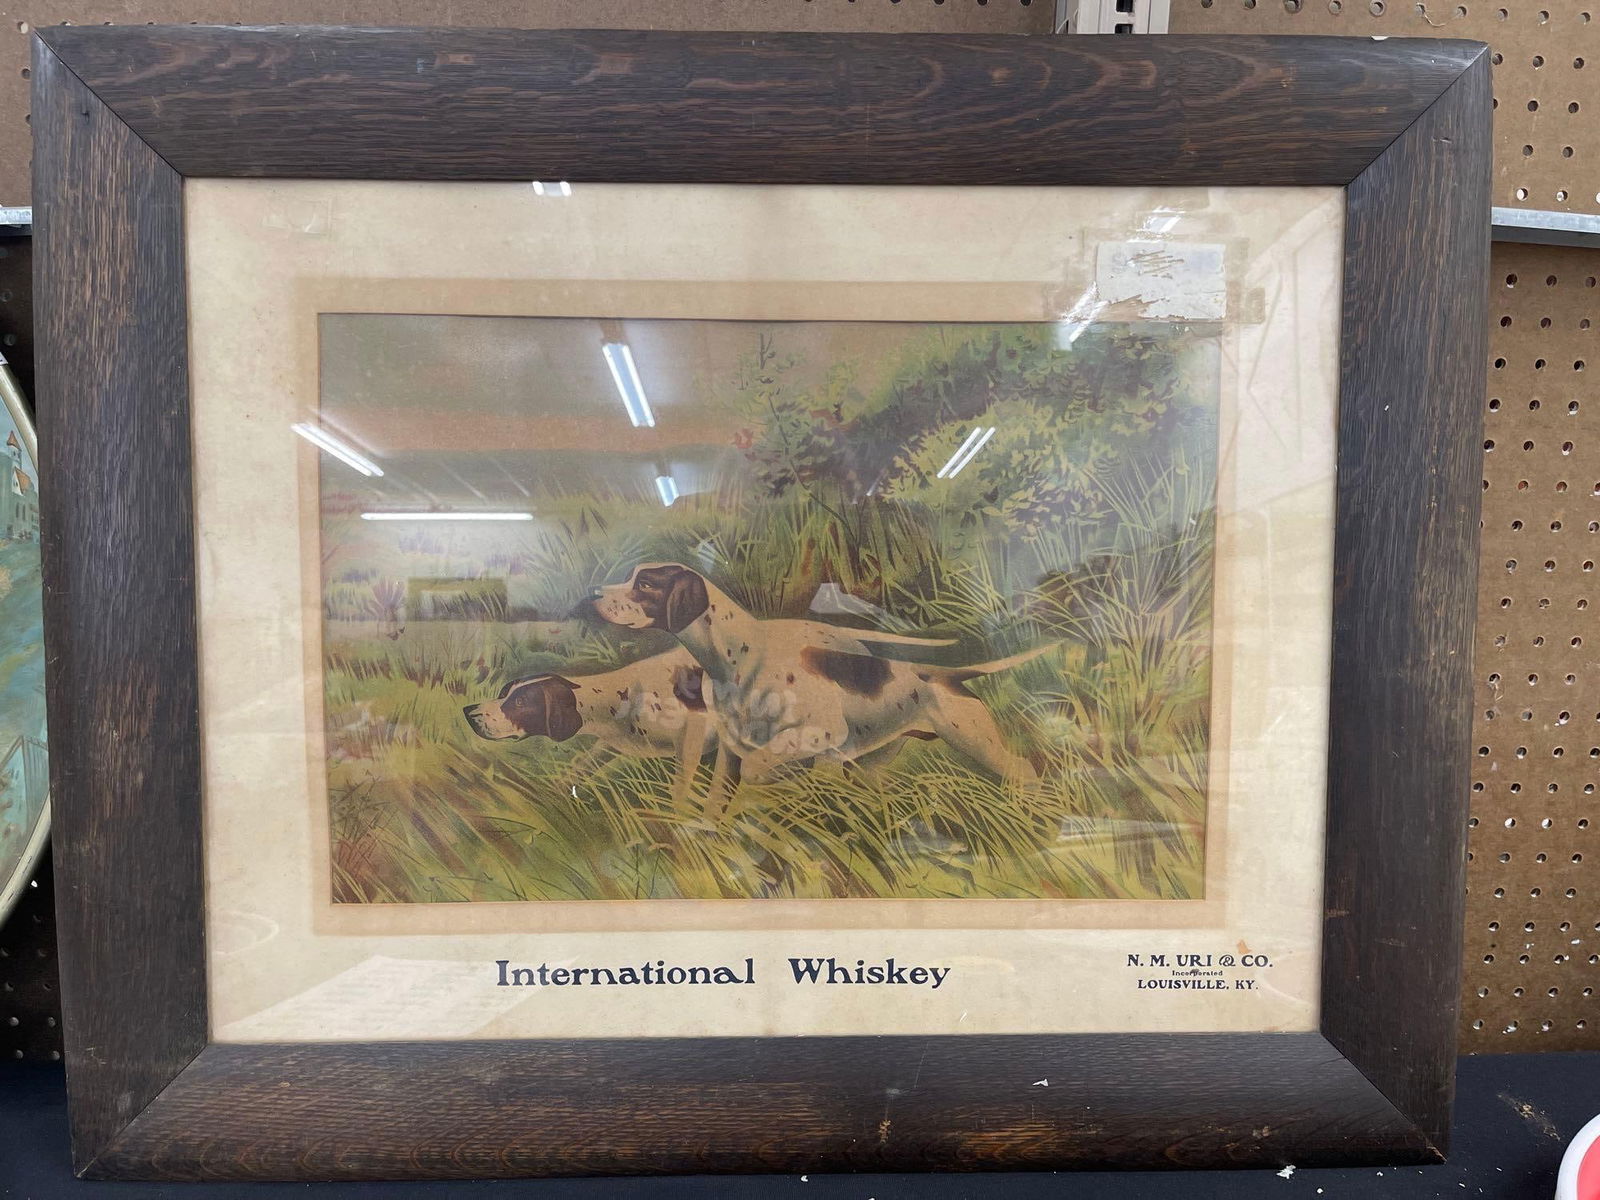 International Whiskey
N. M. URI & CO.
Incorporated
LOUISVILLE, KY.